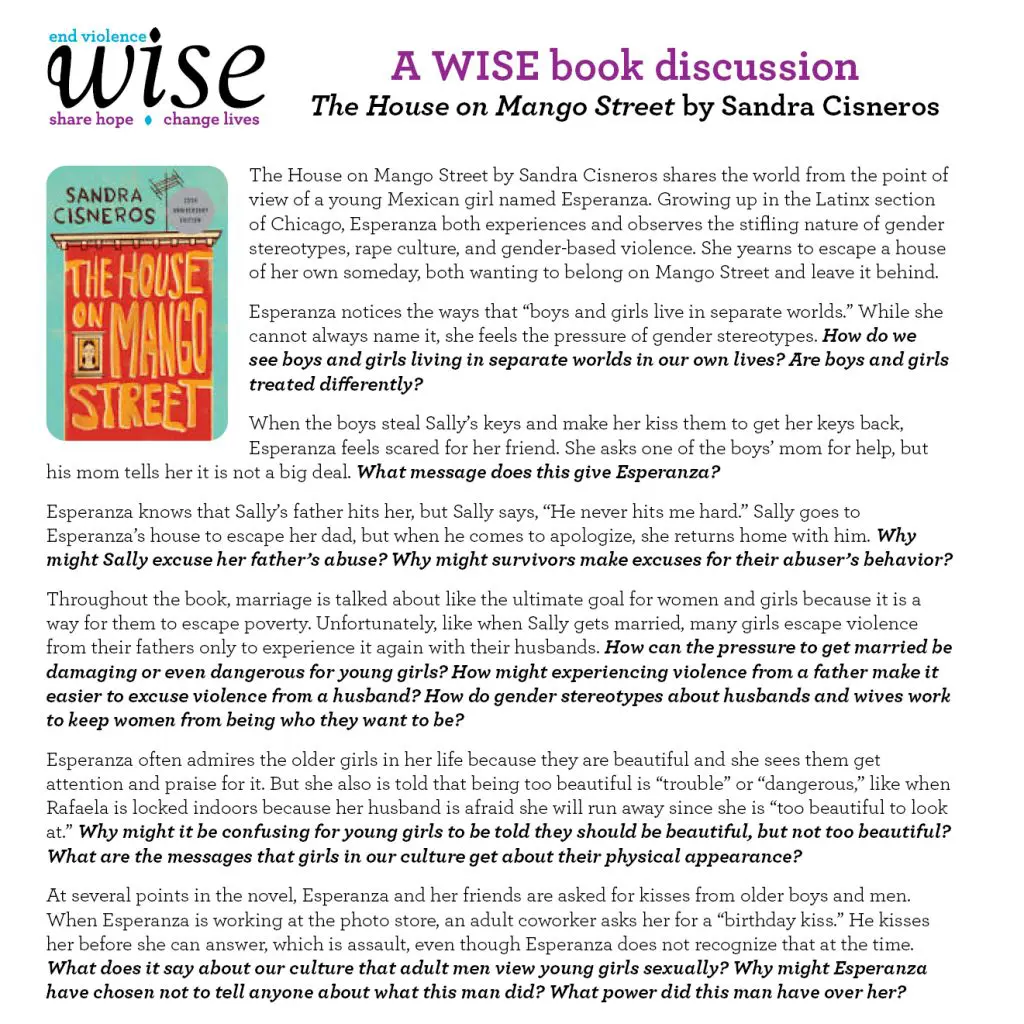 end violence
wise
share hope ♦ change lives
A WISE book discussion
The House on Mango Street by Sandra Cisneros
SANDRA
CISNEROS
25TH
ANNIVERSARY
EDITION
THE HOUSE
ON MANGO
STREET
The House on Mango Street by Sandra Cisneros shares the world from the point of
view of a young Mexican girl named Esperanza. Growing up in the Latinx section
of Chicago, Esperanza both experiences and observes the stifling nature of gender
stereotypes, rape culture, and gender-based violence. She yearns to escape a house
of her own someday, both wanting to belong on Mango Street and leave it behind.
Esperanza notices the ways that “boys and girls live in separate worlds.” While she
cannot always name it, she feels the pressure of gender stereotypes. How do we
see boys and girls living in separate worlds in our own lives? Are boys and girls
treated differently?
When the boys steal Sally’s keys and make her kiss them to get her keys back,
Esperanza feels scared for her friend. She asks one of the boys’ mom for help, but
his mom tells her it is not a big deal. What message does this give Esperanza?
Esperanza knows that Sally’s father hits her, but Sally says, “He never hits me hard.” Sally goes to
Esperanza’s house to escape her dad, but when he comes to apologize, she returns home with him. Why
might Sally excuse her father’s abuse? Why might survivors make excuses for their abuser’s behavior?
Throughout the book, marriage is talked about like the ultimate goal for women and girls because it is a
way for them to escape poverty. Unfortunately, like when Sally gets married, many girls escape violence
from their fathers only to experience it again with their husbands. How can the pressure to get married be
damaging or even dangerous for young girls? How might experiencing violence from a father make it
easier to excuse violence from a husband? How do gender stereotypes about husbands and wives work
to keep women from being who they want to be?
Esperanza often admires the older girls in her life because they are beautiful and she sees them get
attention and praise for it. But she also is told that being too beautiful is “trouble” or “dangerous,” like when
Rafaela is locked indoors because her husband is afraid she will run away since she is “too beautiful to look
at.” Why might it be confusing for young girls to be told they should be beautiful, but not too beautiful?
What are the messages that girls in our culture get about their physical appearance?
At several points in the novel, Esperanza and her friends are asked for kisses from older boys and men.
When Esperanza is working at the photo store, an adult coworker asks her for a “birthday kiss.” He kisses
her before she can answer, which is assault, even though Esperanza does not recognize that at the time.
What does it say about our culture that adult men view young girls sexually? Why might Esperanza
have chosen not to tell anyone about what this man did? What power did this man have over her?